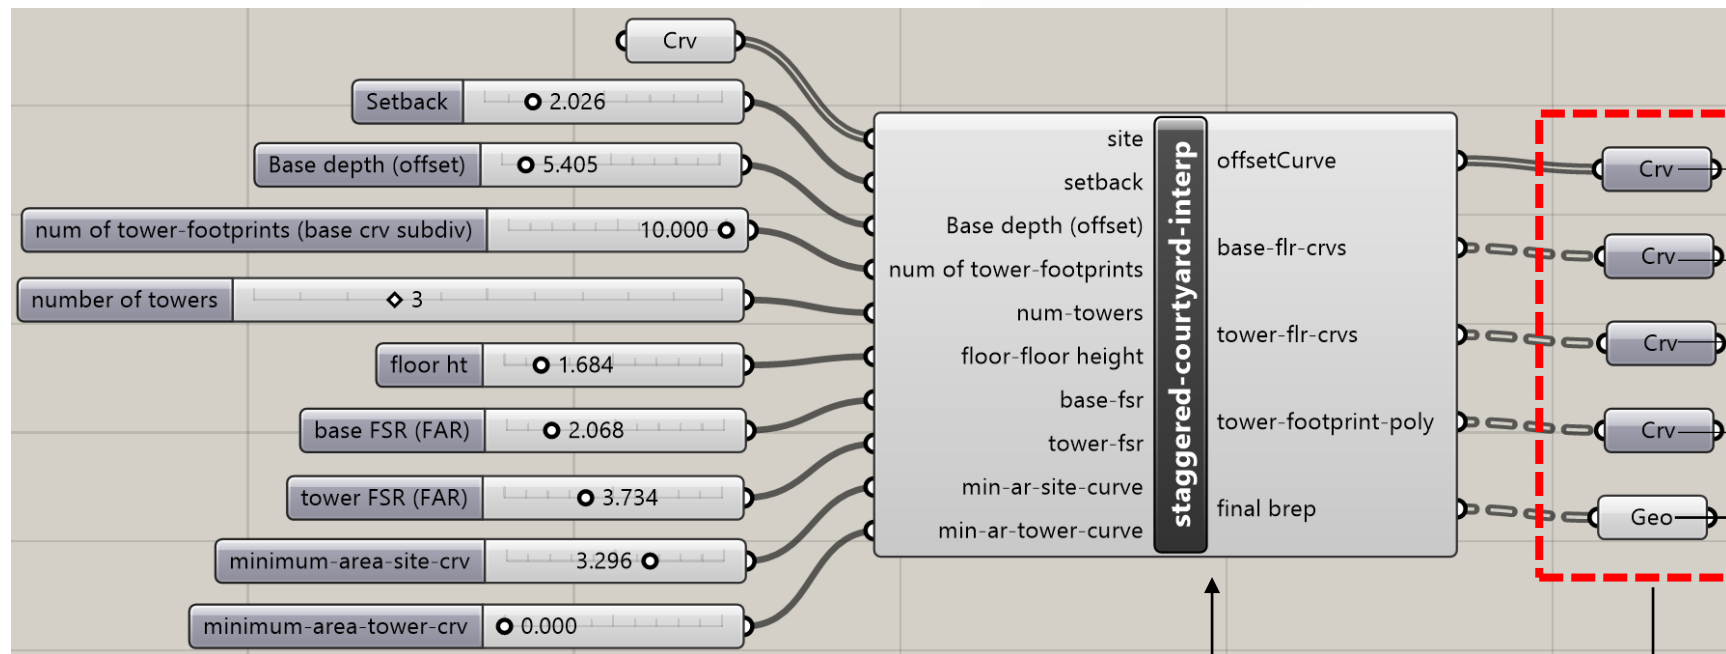 Crv
Setback 2.026
Base depth (offset) 5.405
num of tower-footprints (base crv subdiv) 10.000
number of towers 3
floor ht 1.684
base FSR (FAR) 2.068
tower FSR (FAR) 3.734
minimum-area-site-crv 3.296
minimum-area-tower-crv 0.000
site
setback
Base depth (offset)
num of tower-footprints
num-towers
floor-floor height
base-fsr
tower-fsr
min-ar-site-curve
min-ar-tower-curve
staggered-courtyard-interp
offsetCurve
base-flr-crvs
tower-flr-crvs
tower-footprint-poly
final brep
Crv
Crv
Crv
Crv
Geo